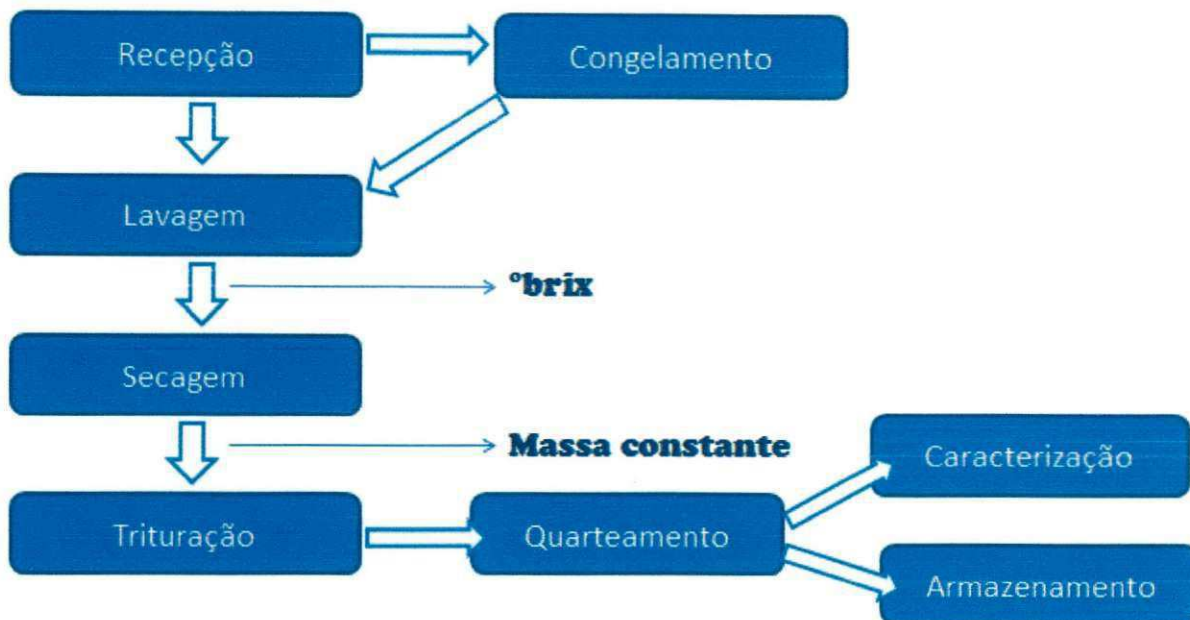 Recepção
Congelamento
Lavagem
°brix
Secagem
Massa constante
Caracterização
Trituração
Quarteamento
Armazenamento